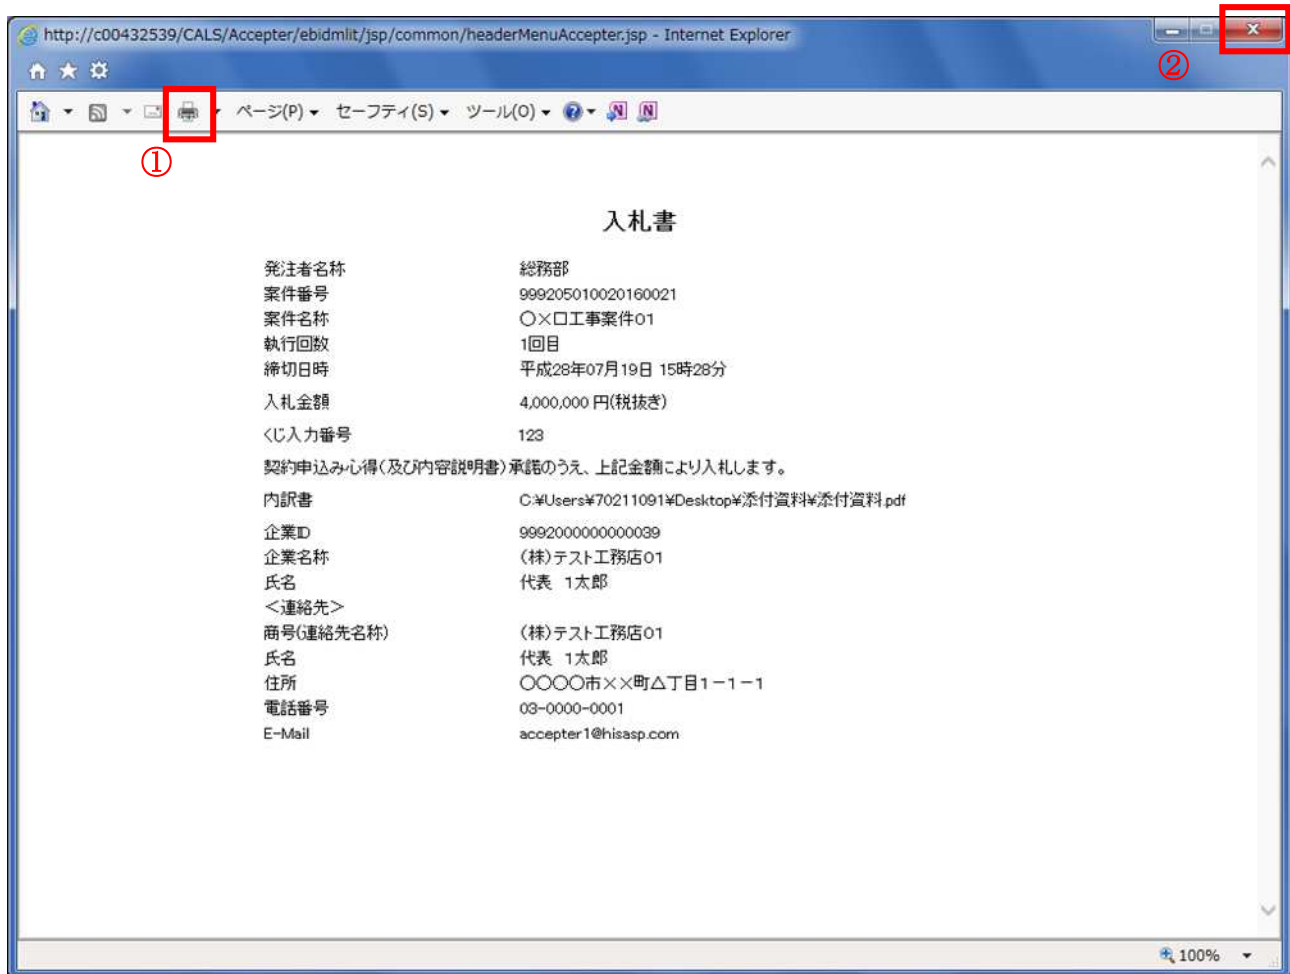 http://c00432539/CALS/Accepter/ebidmlit/jsp/common/headerMenuAccepter.jsp - Internet Explorer
②
ページ(P) セーフティ(S) ツール(O)
①
入札書
発注者名称 総務部
案件番号 999205010020160021
案件名称 〇×口工事案件01
執行回数 1回目
締切日時 平成28年07月19日 15時28分
入札金額 4,000,000 円(税抜き)
くじ入力番号 123
契約申込み心得(及び内容説明書)承諾のうえ、上記金額により入札します。
内訳書 C:¥Users¥70211091¥Desktop¥添付資料¥添付資料.pdf
企業ID 9992000000000039
企業名称 (株)テスト工務店01
氏名 代表 1太郎
＜連絡先＞
商号(連絡先名称) (株)テスト工務店01
氏名 代表 1太郎
住所 〇〇〇〇市××町△丁目1－1－1
電話番号 03-0000-0001
E-Mail accepter1@hisasp.com
100%